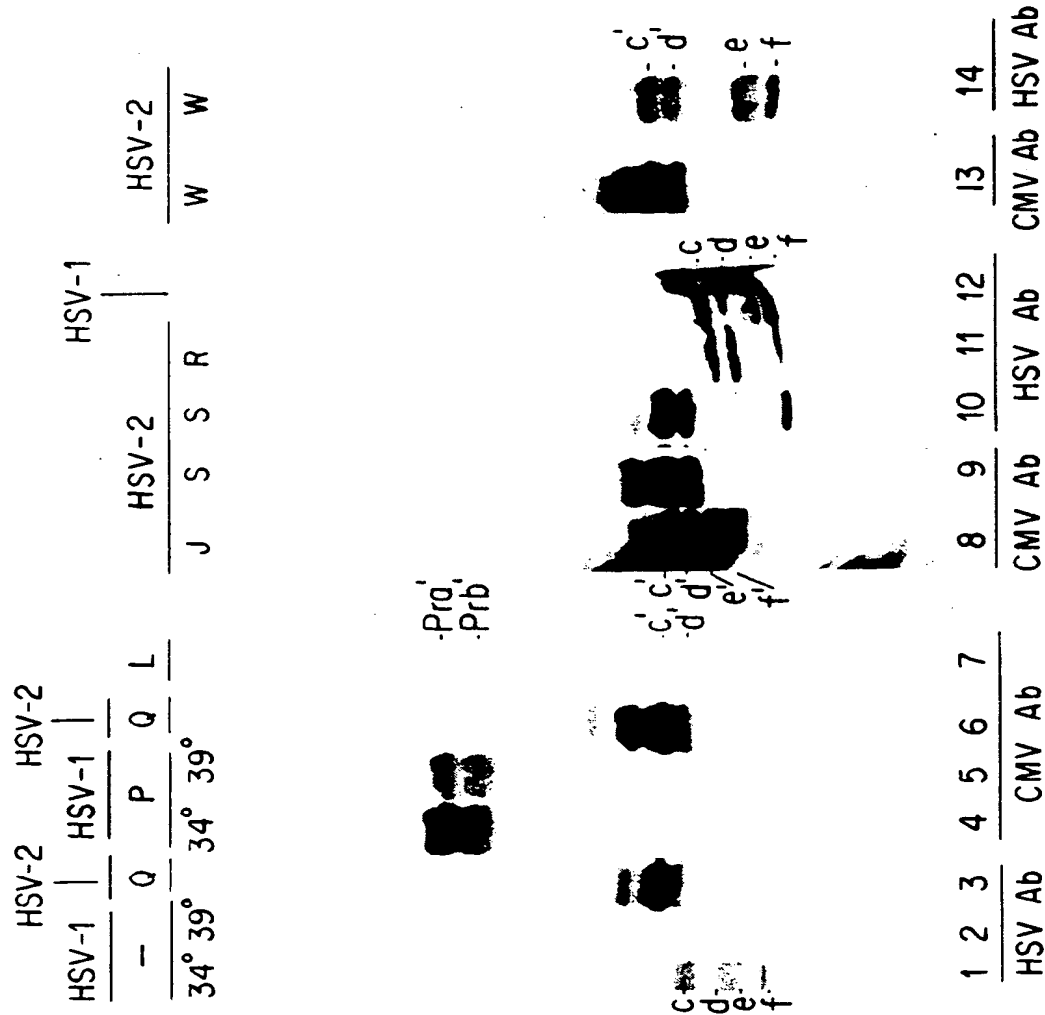 HSV-2 HSV-2
HSV-1 HSV-1 HSV-1
HSV-2 HSV-2
– Q P Q L
J S S R W W
34° 39° 34° 39°
-Pra'
-Prb'
c
d
e
f
c'
d'
c'
d'
d
e'
f'
c
d
e
f
c'
d'
e
f
1 2 3 4 5 6 7 8 9 10 11 12 13 14
HSV Ab CMV Ab CMV Ab HSV Ab CMV Ab HSV Ab